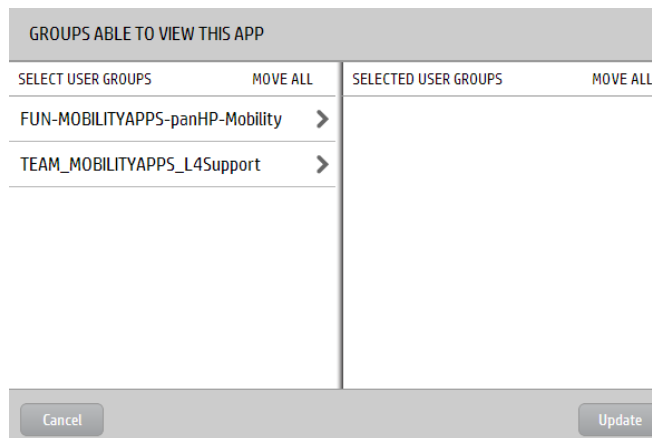 GROUPS ABLE TO VIEW THIS APP
SELECT USER GROUPS MOVE ALL SELECTED USER GROUPS MOVE ALL
FUN-MOBILITYAPPS-panHP-Mobility
TEAM_MOBILITYAPPS_L4Support
Cancel Update